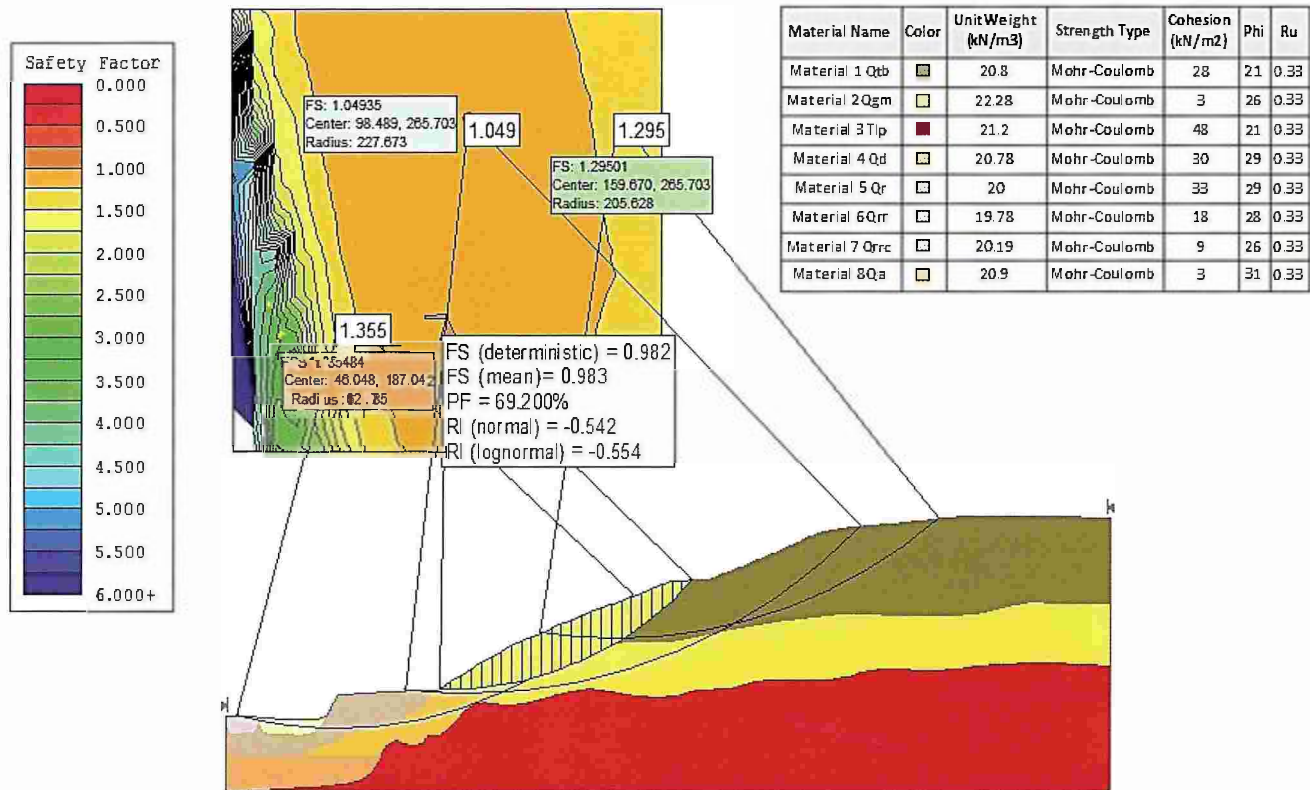 Safety Factor
0.000
0.500
1.000
1.500
2.000
2.500
3.000
3.500
4.000
4.500
5.000
5.500
6.000+
FS: 1.04935
Center: 98.489, 265.703
Radius: 227.673
1.049
1.295
FS: 1.29501
Center: 159.670, 265.703
Radius: 205.628
1.355
Center: 46.048, 187.042
FS (deterministic) = 0.982
FS (mean)= 0.983
PF = 69.200%
RI (normal) = -0.542
RI (lognormal) = -0.554
Material Name Color Unit Weight (kN/m3) Strength Type Cohesion (kN/m2) Phi Ru
Material 1 Qtb 20.8 Mohr-Coulomb 28 21 0.33
Material 2Qgm 22.28 Mohr-Coulomb 3 26 0.33
Material 3 Tlp 21.2 Mohr-Coulomb 48 21 0.33
Material 4 Qd 20.78 Mohr-Coulomb 30 29 0.33
Material 5 Qr 20 Mohr-Coulomb 33 29 0.33
Material 6Qrr 19.78 Mohr-Coulomb 18 28 0.33
Material 7 Qrrc 20.19 Mohr-Coulomb 9 26 0.33
Material 8Qa 20.9 Mohr-Coulomb 3 31 0.33